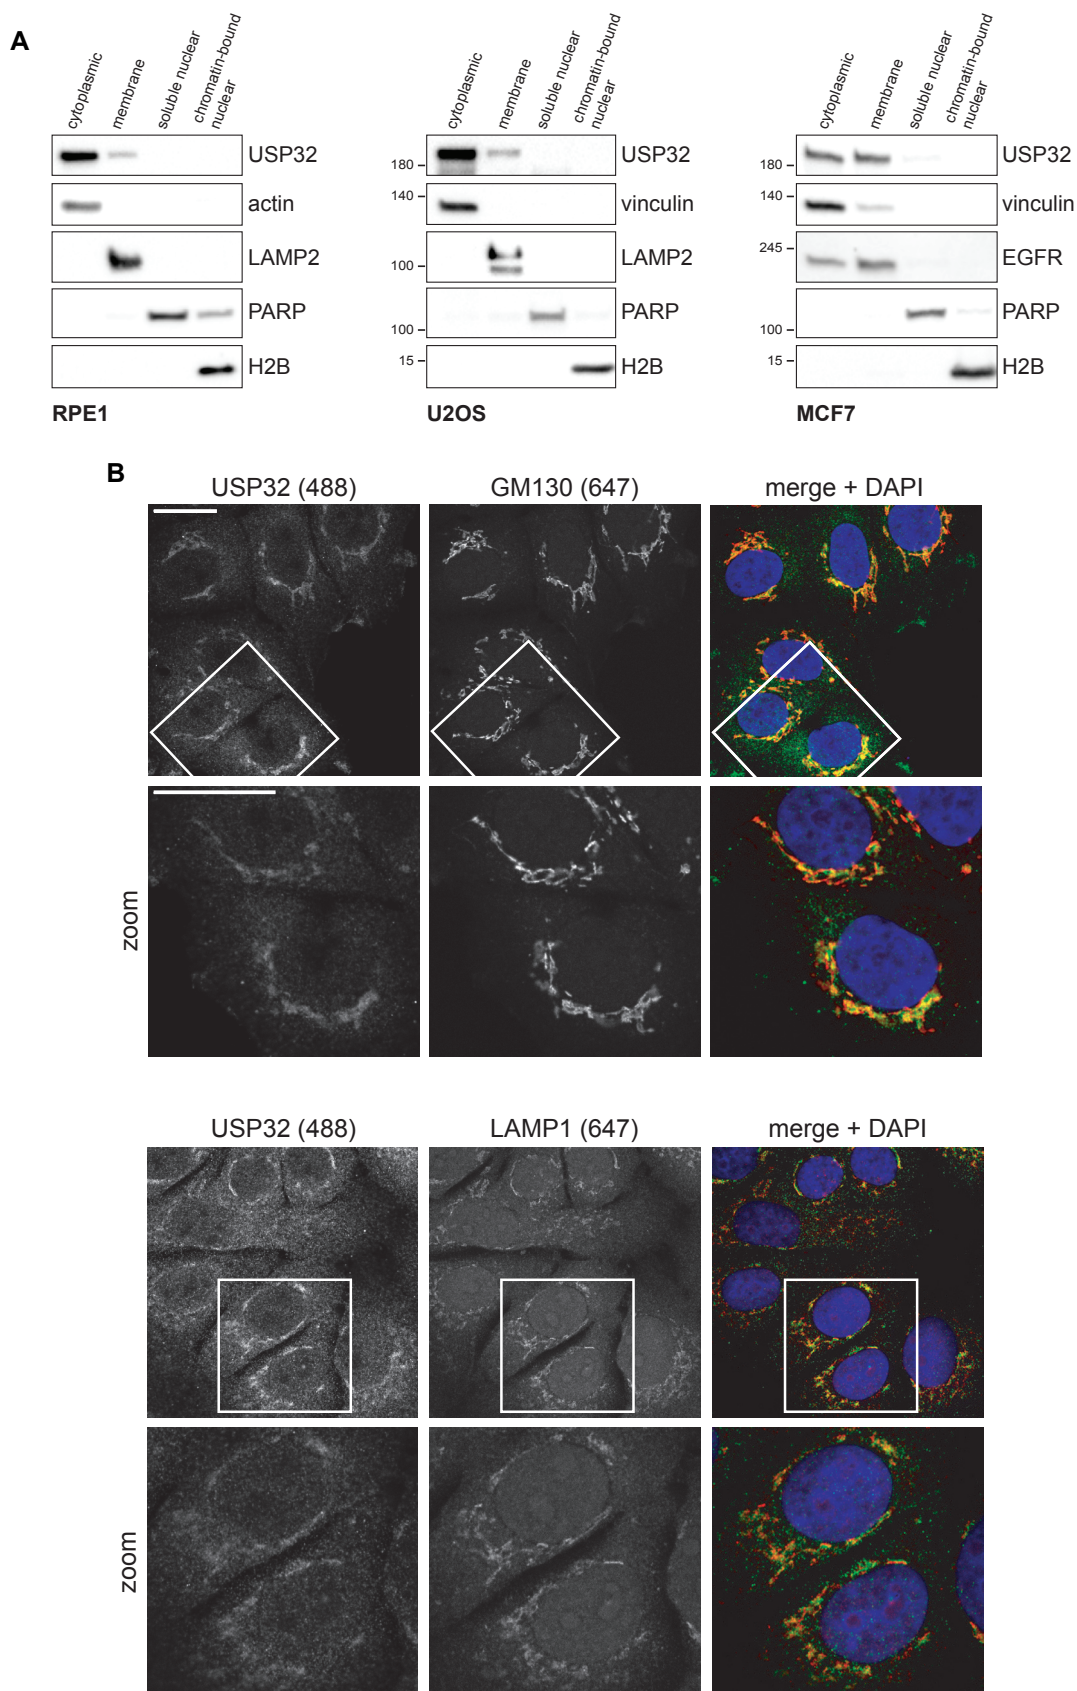 A
cytoplasmic
membrane
soluble nuclear
chromatin-bound
nuclear
USP32
actin
LAMP2
PARP
H2B
RPE1
cytoplasmic
membrane
soluble nuclear
chromatin-bound
nuclear
180
USP32
140
vinculin
100
LAMP2
100
PARP
15
H2B
U2OS
cytoplasmic
membrane
soluble nuclear
chromatin-bound
nuclear
180
USP32
140
vinculin
245
EGFR
100
PARP
15
H2B
MCF7
B
USP32 (488) GM130 (647) merge + DAPI
zoom
USP32 (488) LAMP1 (647) merge + DAPI
zoom